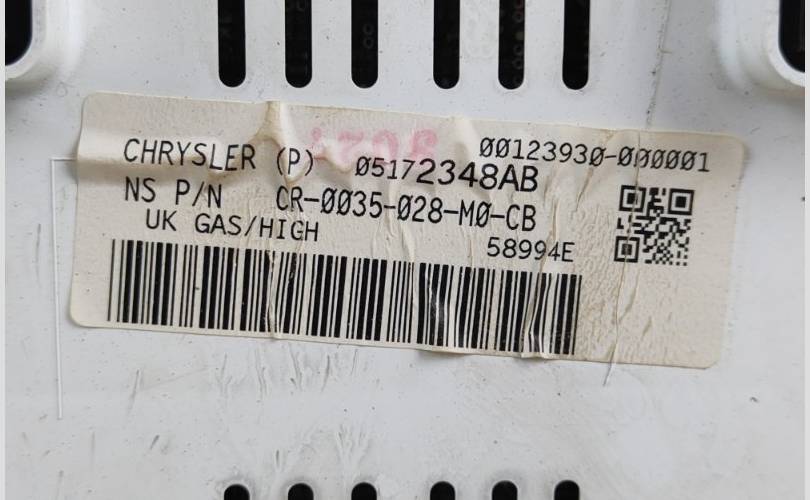 00123930-000001
CHRYSLER (P) 05172348AB
NS P/N CR-0035-028-M0-CB
UK GAS/HIGH
58994E